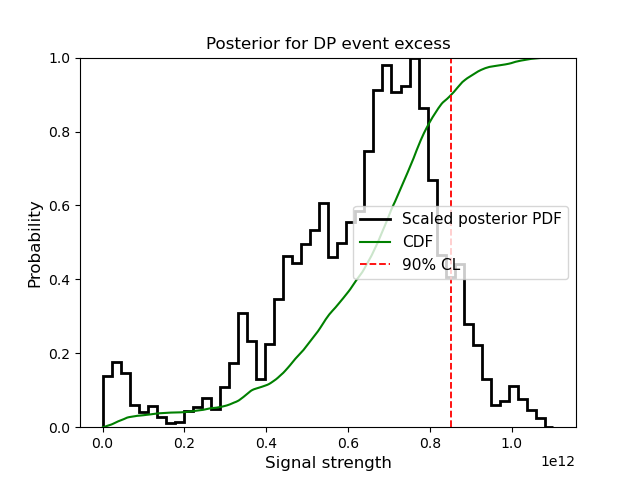 Posterior for DP event excess
Probability
1.0
0.8
0.6
0.4
0.2
0.0
Scaled posterior PDF
CDF
90% CL
0.0 0.2 0.4 0.6 0.8 1.0
1e12
Signal strength